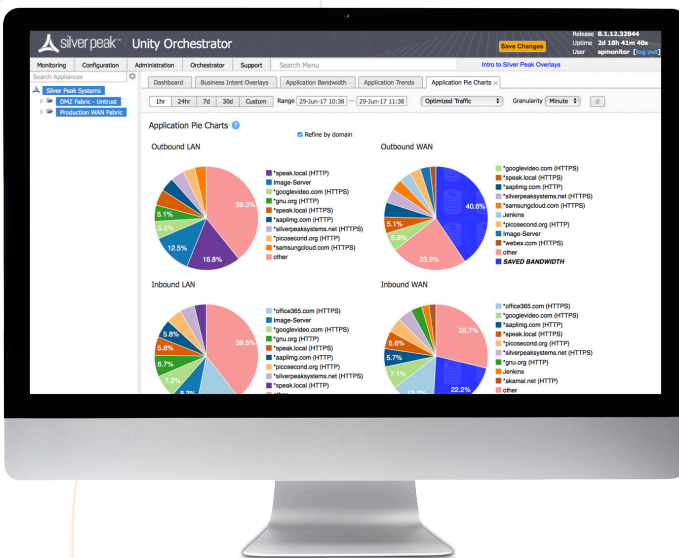 silver peak™ Unity Orchestrator
Save Changes
Release 8.1.12.32844
Uptime 2d 18h 41m 40s
User spmonitor [log out]
Monitoring Configuration Administration Orchestrator Support Search Menu Intro to Silver Peak Overlays
Search Appliances
Silver Peak Systems
DMZ Fabric - Untrust
Production WAN Fabric
Dashboard Business Intent Overlays Application Bandwidth Application Trends Application Pie Charts ×
1hr 24hr 7d 30d Custom Range 29-Jun-17 10:38 — 29-Jun-17 11:38 Optimized Traffic Granularity Minute
Application Pie Charts ?
Refine by domain
Outbound LAN
39.3%
16.8%
12.5%
5.5%
5.1%
*speak.local (HTTP)
Image-Server
*googlevideo.com (HTTPS)
*gnu.org (HTTP)
*speak.local (HTTPS)
*aaplimg.com (HTTP)
*silverpeaksystems.net (HTTPS)
*picosecond.org (HTTP)
*samsungcloud.com (HTTPS)
other
Outbound WAN
40.6%
23.9%
5.8%
5.1%
*googlevideo.com (HTTPS)
*speak.local (HTTPS)
*aaplimg.com (HTTP)
*silverpeaksystems.net (HTTPS)
*samsungcloud.com (HTTPS)
Jenkins
*picosecond.org (HTTP)
Image-Server
*webex.com (HTTPS)
other
SAVED BANDWIDTH
Inbound LAN
39.5%
8.2%
7.2%
6.7%
5.8%
5.8%
*office365.com (HTTPS)
Image-Server
*googlevideo.com (HTTPS)
*gnu.org (HTTP)
*speak.local (HTTPS)
*aaplimg.com (HTTP)
*picosecond.org (HTTP)
*silverpeaksystems.net (HTTPS)
*speak.local (HTTP)
other
Inbound WAN
28.7%
22.2%
7.1%
5.7%
5.6%
*office365.com (HTTPS)
*googlevideo.com (HTTPS)
*aaplimg.com (HTTP)
*speak.local (HTTPS)
*picosecond.org (HTTP)
*silverpeaksystems.net (HTTPS)
*gnu.org (HTTP)
Jenkins
*akamai.net (HTTP)
other